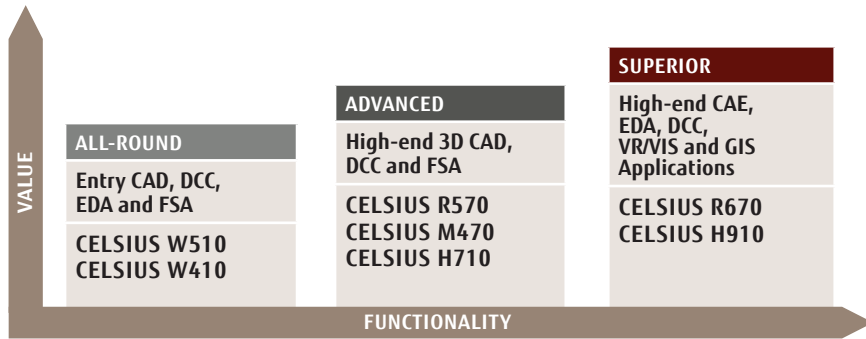 VALUE
ALL-ROUND
Entry CAD, DCC,
EDA and FSA
CELSIUS W510
CELSIUS W410
ADVANCED
High-end 3D CAD,
DCC and FSA
CELSIUS R570
CELSIUS M470
CELSIUS H710
SUPERIOR
High-end CAE,
EDA, DCC,
VR/VIS and GIS
Applications
CELSIUS R670
CELSIUS H910
FUNCTIONALITY